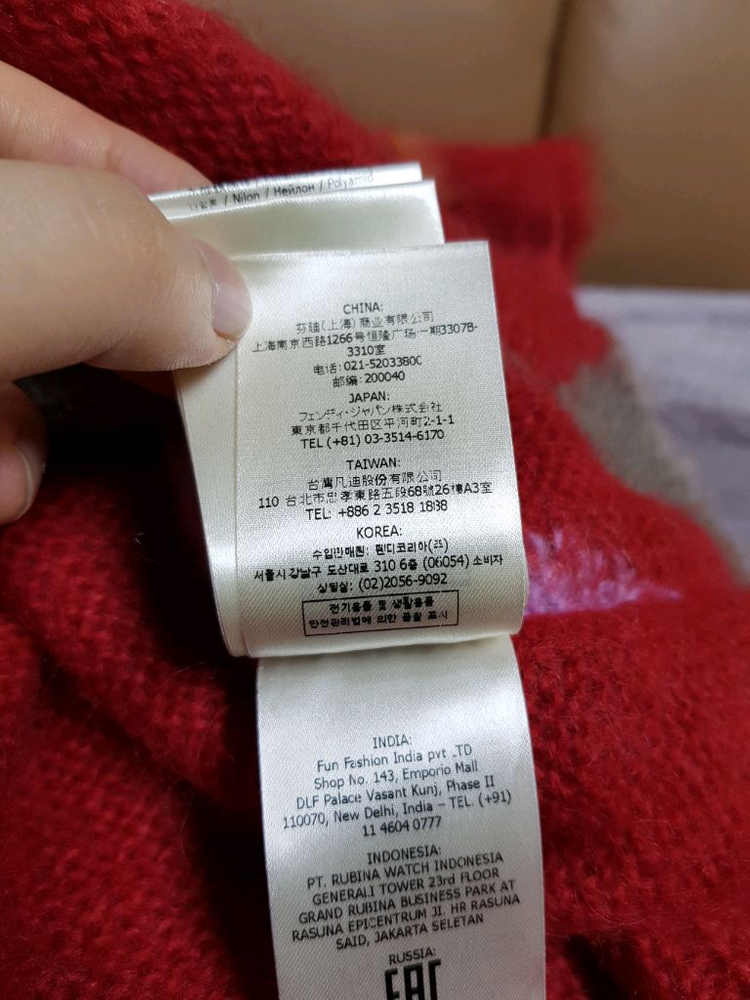 / Nilon / Нейлон / Polyamid
CHINA:
芬迪(上海)商业有限公司
上海南京西路1266号恒隆广场一期3307B-
3310室
电话: 021-52033800
邮编: 200040
JAPAN:
フェンディ・ジャパン株式会社
東京都千代田区平河町2-1-1
TEL (+81) 03-3514-6170
TAIWAN:
台灣凡迪股份有限公司
110 台北市忠孝東路五段68號26樓A3室
TEL: +886 2 3518 1888
KOREA:
수입판매원: 펜디코리아(유)
서울시 강남구 도산대로 310 6층 (06054) 소비자
상담실: (02)2056-9092
전기용품 및 생활용품
안전관리법에 의한 품질 표시
INDIA:
Fun Fashion India pvt LTD
Shop No. 143, Emporio Mall
DLF Palace Vasant Kunj, Phase II
110070, New Delhi, India – TEL. (+91)
11 4604 0777
INDONESIA:
PT. RUBINA WATCH INDONESIA
GENERALI TOWER 23rd FLOOR
GRAND RUBINA BUSINESS PARK AT
RASUNA EPICENTRUM JI. HR RASUNA
SAID, JAKARTA SELETAN
RUSSIA:
EAC